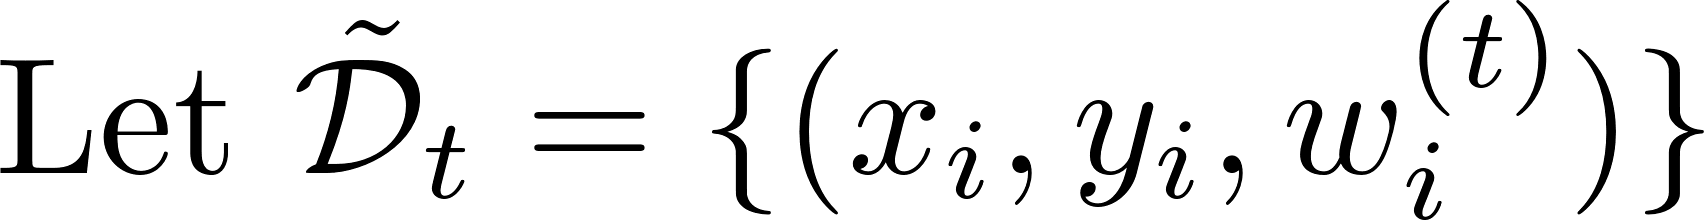 Let $\tilde{\mathcal{D}}_t = \{(x_i, y_i, w_i^{(t)})\}$